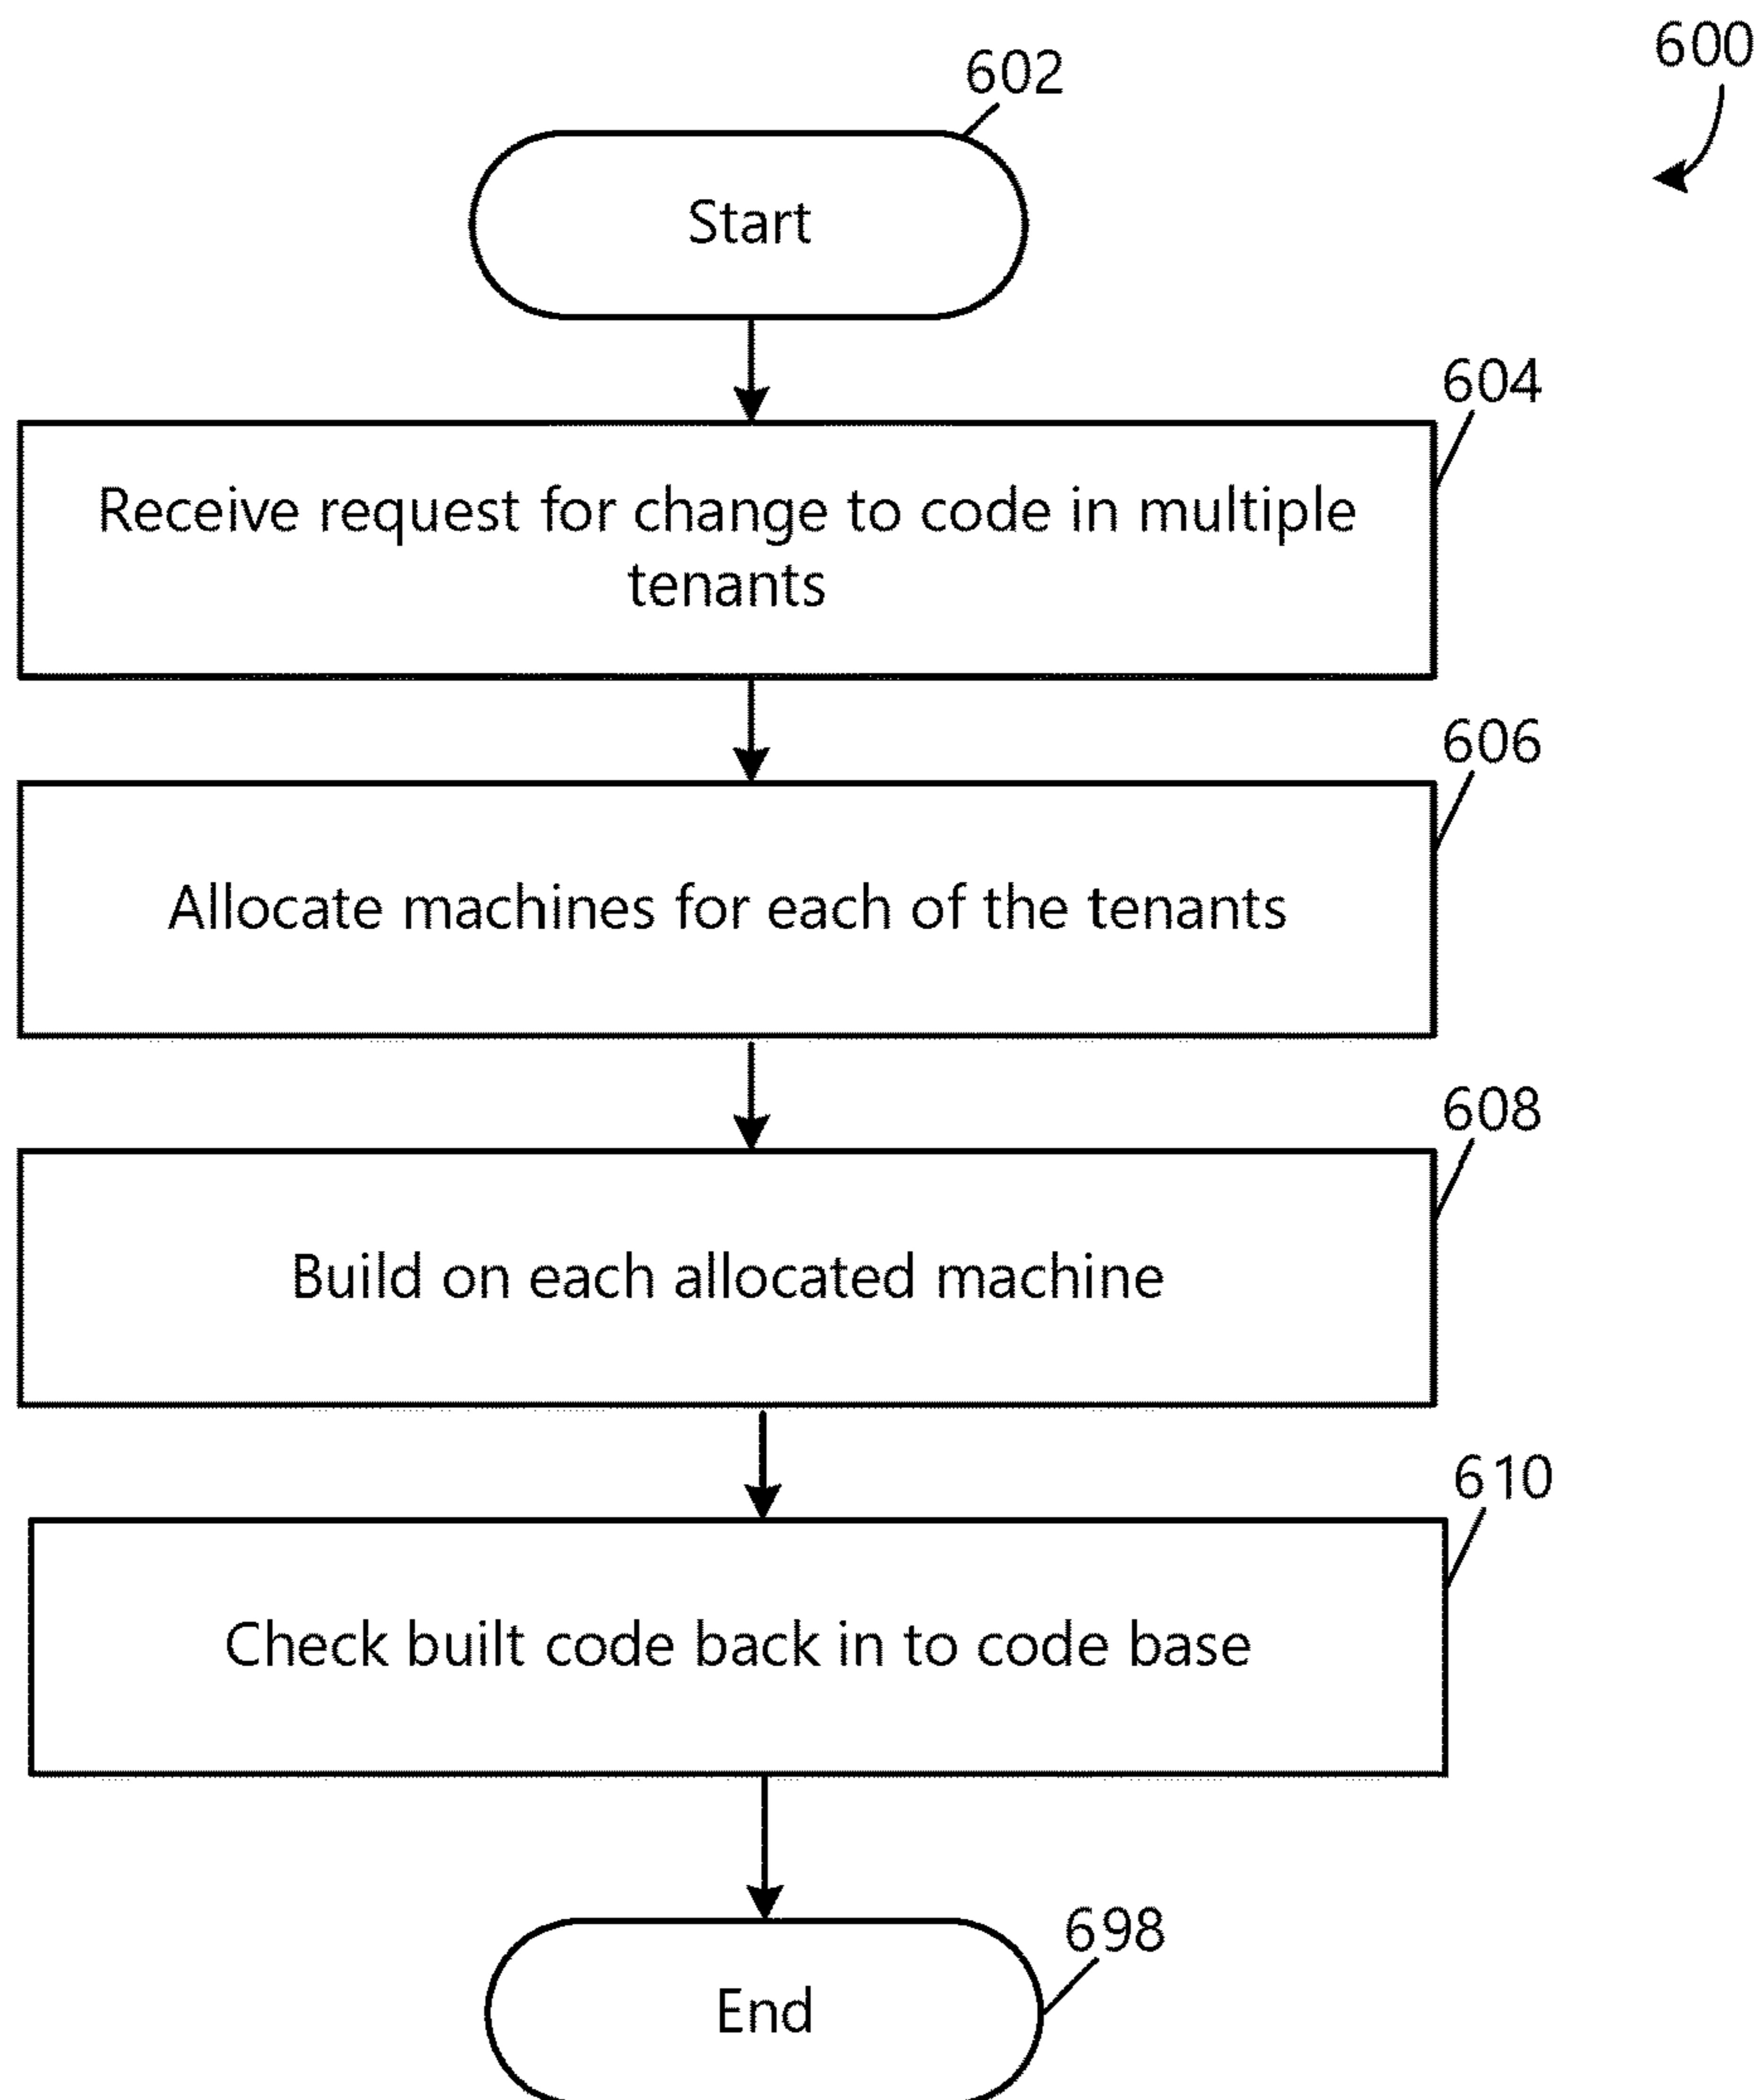 600
602
Start
604
Receive request for change to code in multiple
tenants
606
Allocate machines for each of the tenants
608
Build on each allocated machine
610
Check built code back in to code base
698
End